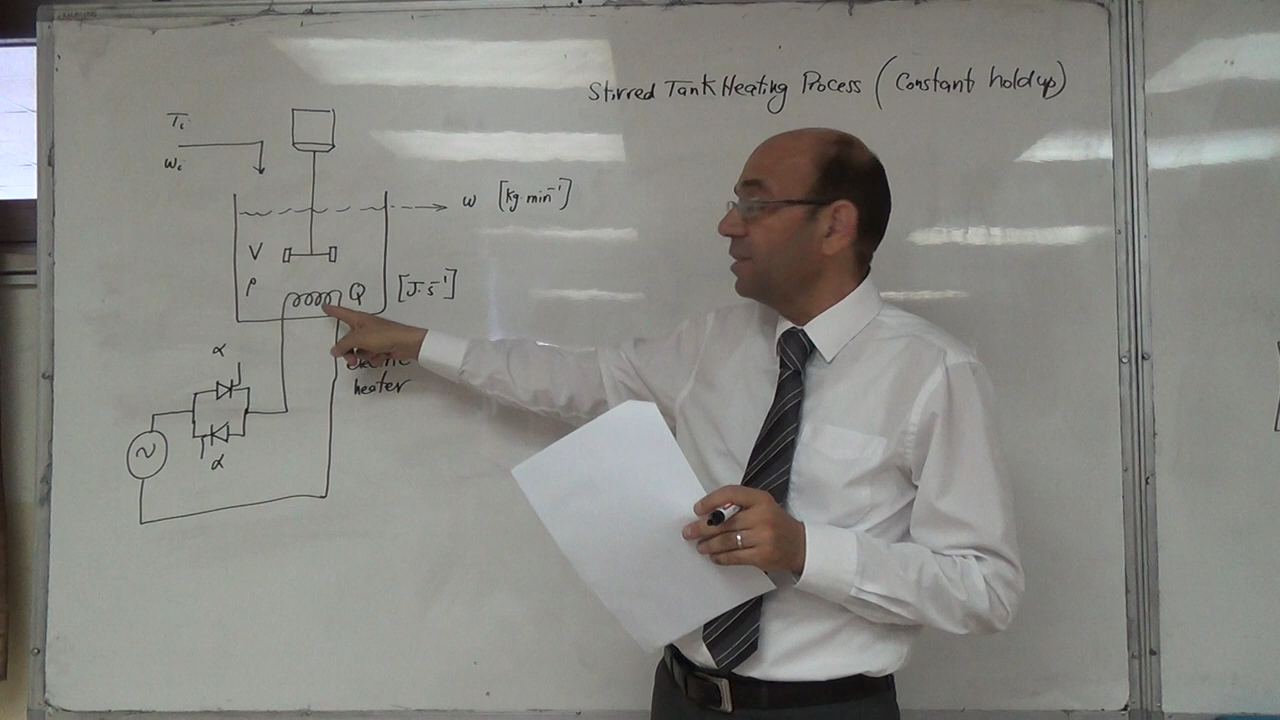 Stirred Tank Heating Process (Constant holdup)
Ti
wi
w [kg.min⁻¹]
V
ρ
Q [J.s⁻¹]
heater
α
α
~